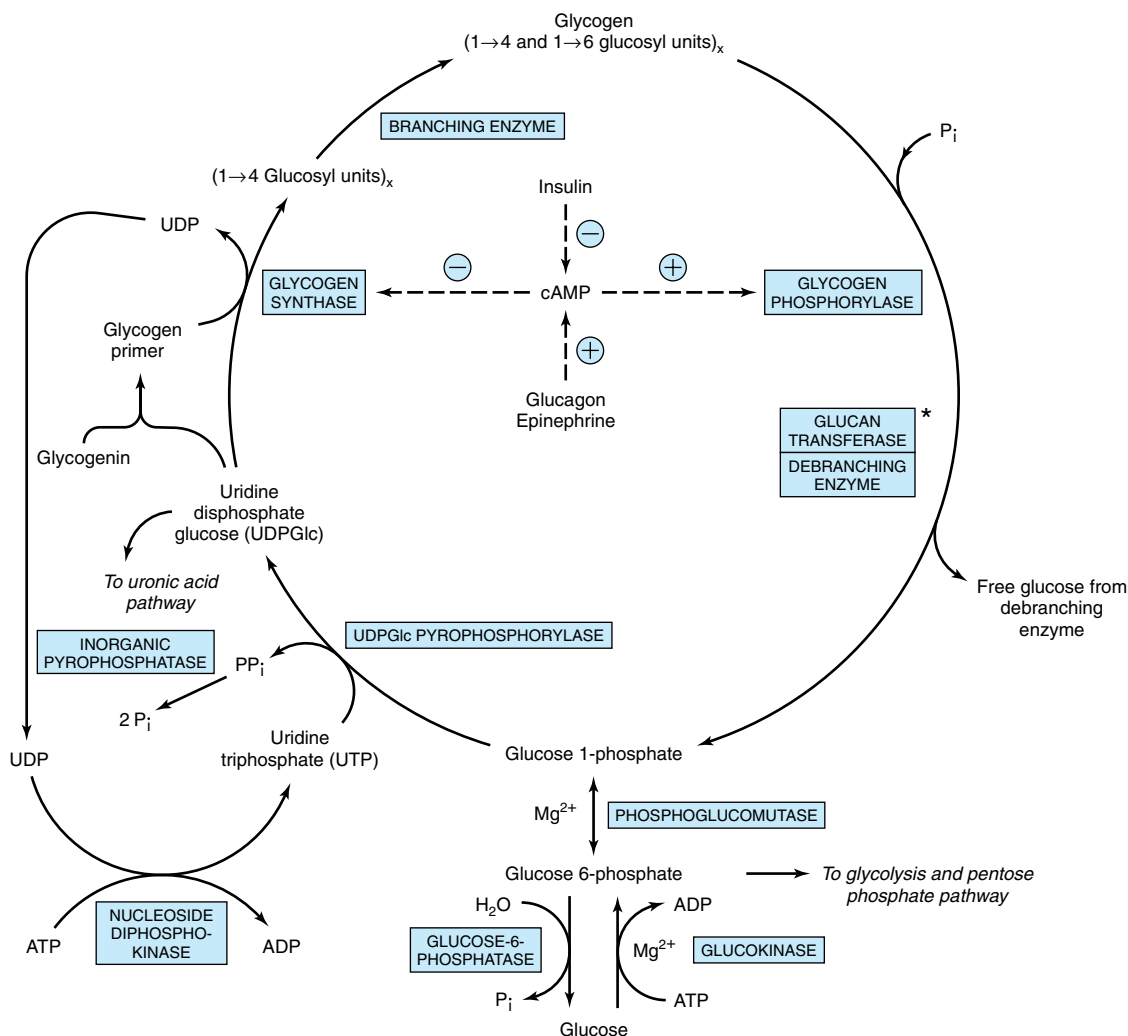 Glycogen
(1→4 and 1→6 glucosyl units)x
BRANCHING ENZYME
Pi
(1→4 Glucosyl units)x
Insulin
UDP
−
−
+
GLYCOGEN
SYNTHASE
cAMP
GLYCOGEN
PHOSPHORYLASE
Glycogen
primer
+
Glucagon
Epinephrine
GLUCAN
TRANSFERASE
*
DEBRANCHING
ENZYME
Glycogenin
Uridine
disphosphate
glucose (UDPGlc)
To uronic acid
pathway
Free glucose from
debranching
enzyme
UDPGlc PYROPHOSPHORYLASE
INORGANIC
PYROPHOSPHATASE
PPi
2 Pi
UDP
Uridine
triphosphate (UTP)
Glucose 1-phosphate
Mg2+
PHOSPHOGLUCOMUTASE
Glucose 6-phosphate
To glycolysis and pentose
phosphate pathway
H2O
ADP
NUCLEOSIDE
DIPHOSPHO-
KINASE
ATP
ADP
GLUCOSE-6-
PHOSPHATASE
Mg2+
GLUCOKINASE
Pi
ATP
Glucose